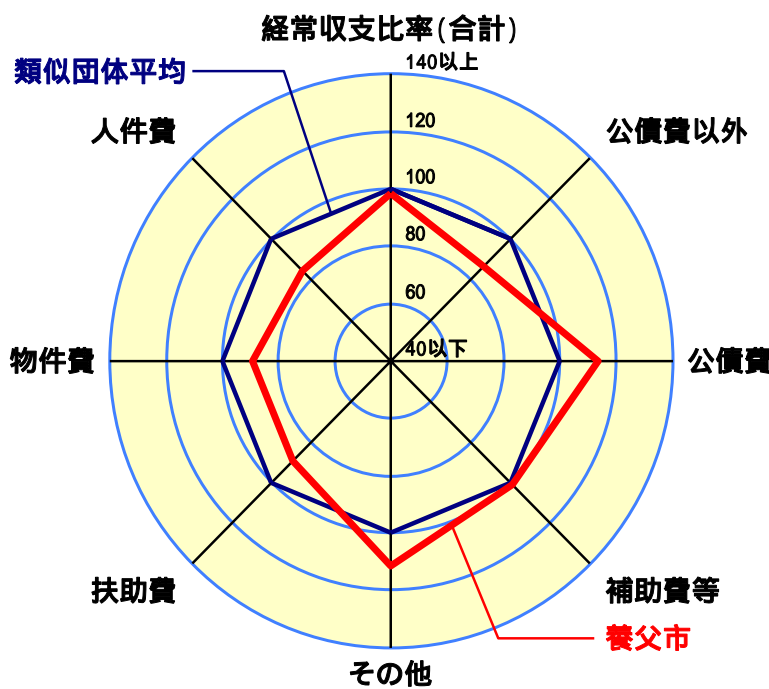 経常収支比率(合計)
140以上
類似団体平均
120
人件費
公債費以外
100
80
60
40以下
物件費
公債費
扶助費
補助費等
養父市
その他